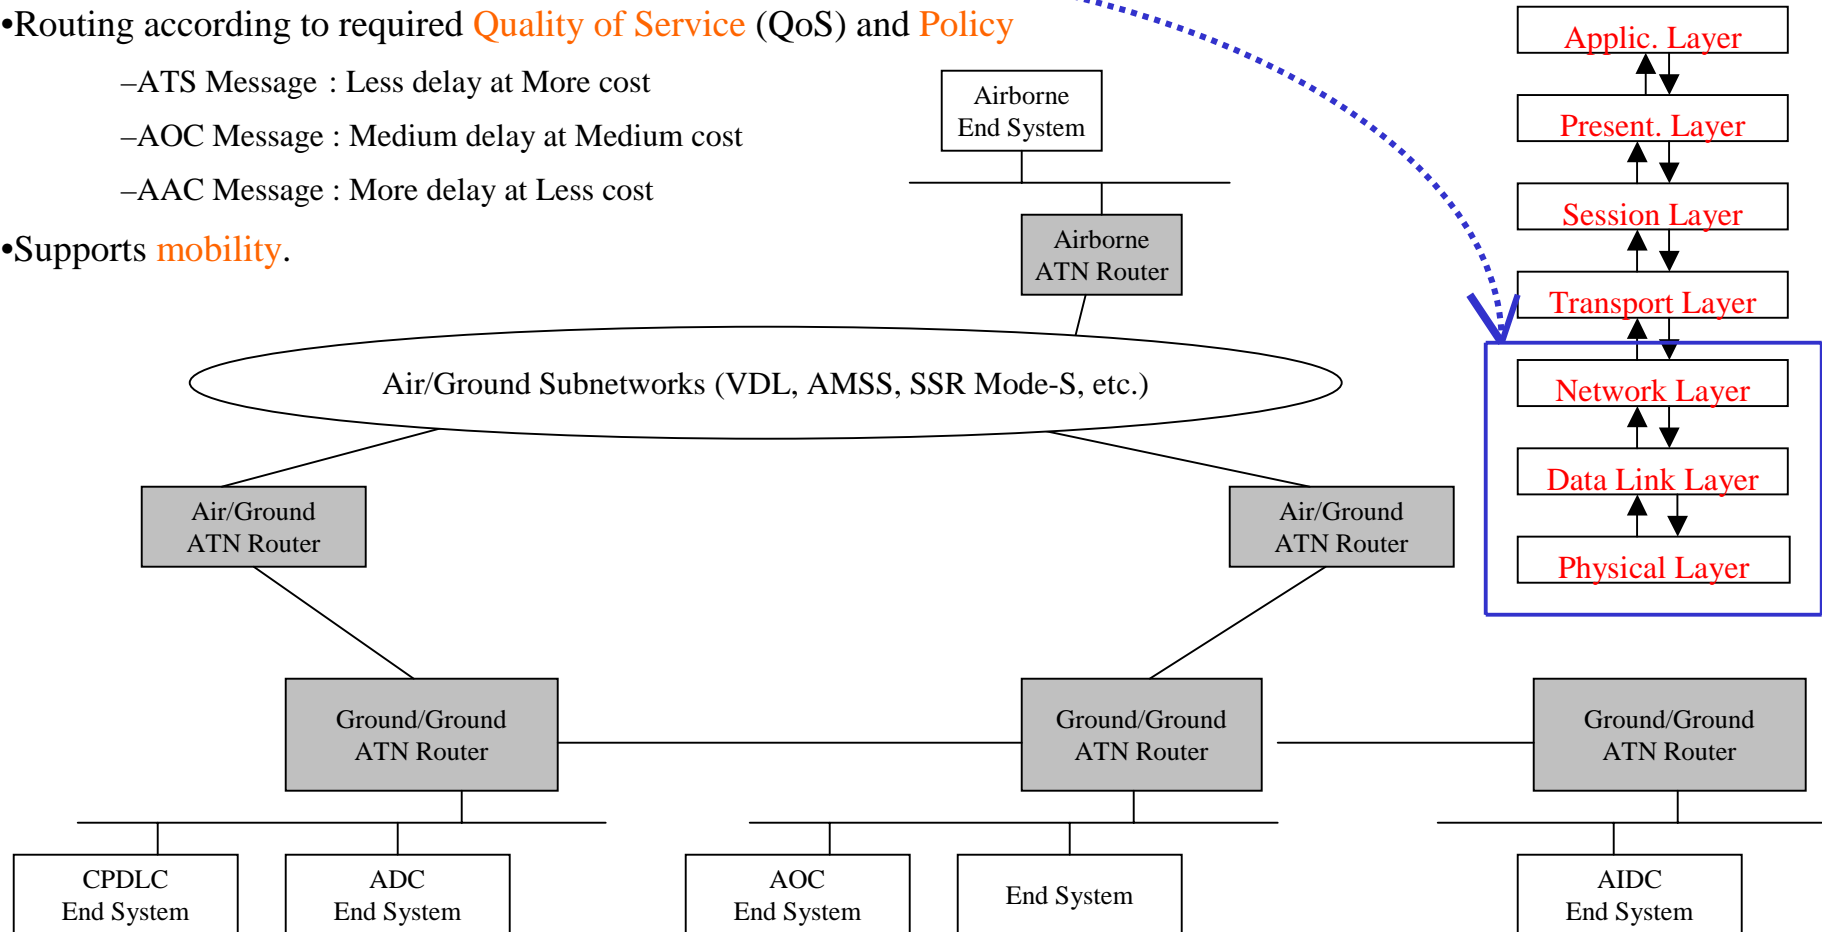 •Routing according to required Quality of Service (QoS) and Policy
–ATS Message : Less delay at More cost
–AOC Message : Medium delay at Medium cost
–AAC Message : More delay at Less cost
•Supports mobility.
Airborne
End System
Airborne
ATN Router
Air/Ground Subnetworks (VDL, AMSS, SSR Mode-S, etc.)
Air/Ground
ATN Router
Air/Ground
ATN Router
Ground/Ground
ATN Router
Ground/Ground
ATN Router
Ground/Ground
ATN Router
CPDLC
End System
ADC
End System
AOC
End System
End System
AIDC
End System
Applic. Layer
Present. Layer
Session Layer
Transport Layer
Network Layer
Data Link Layer
Physical Layer